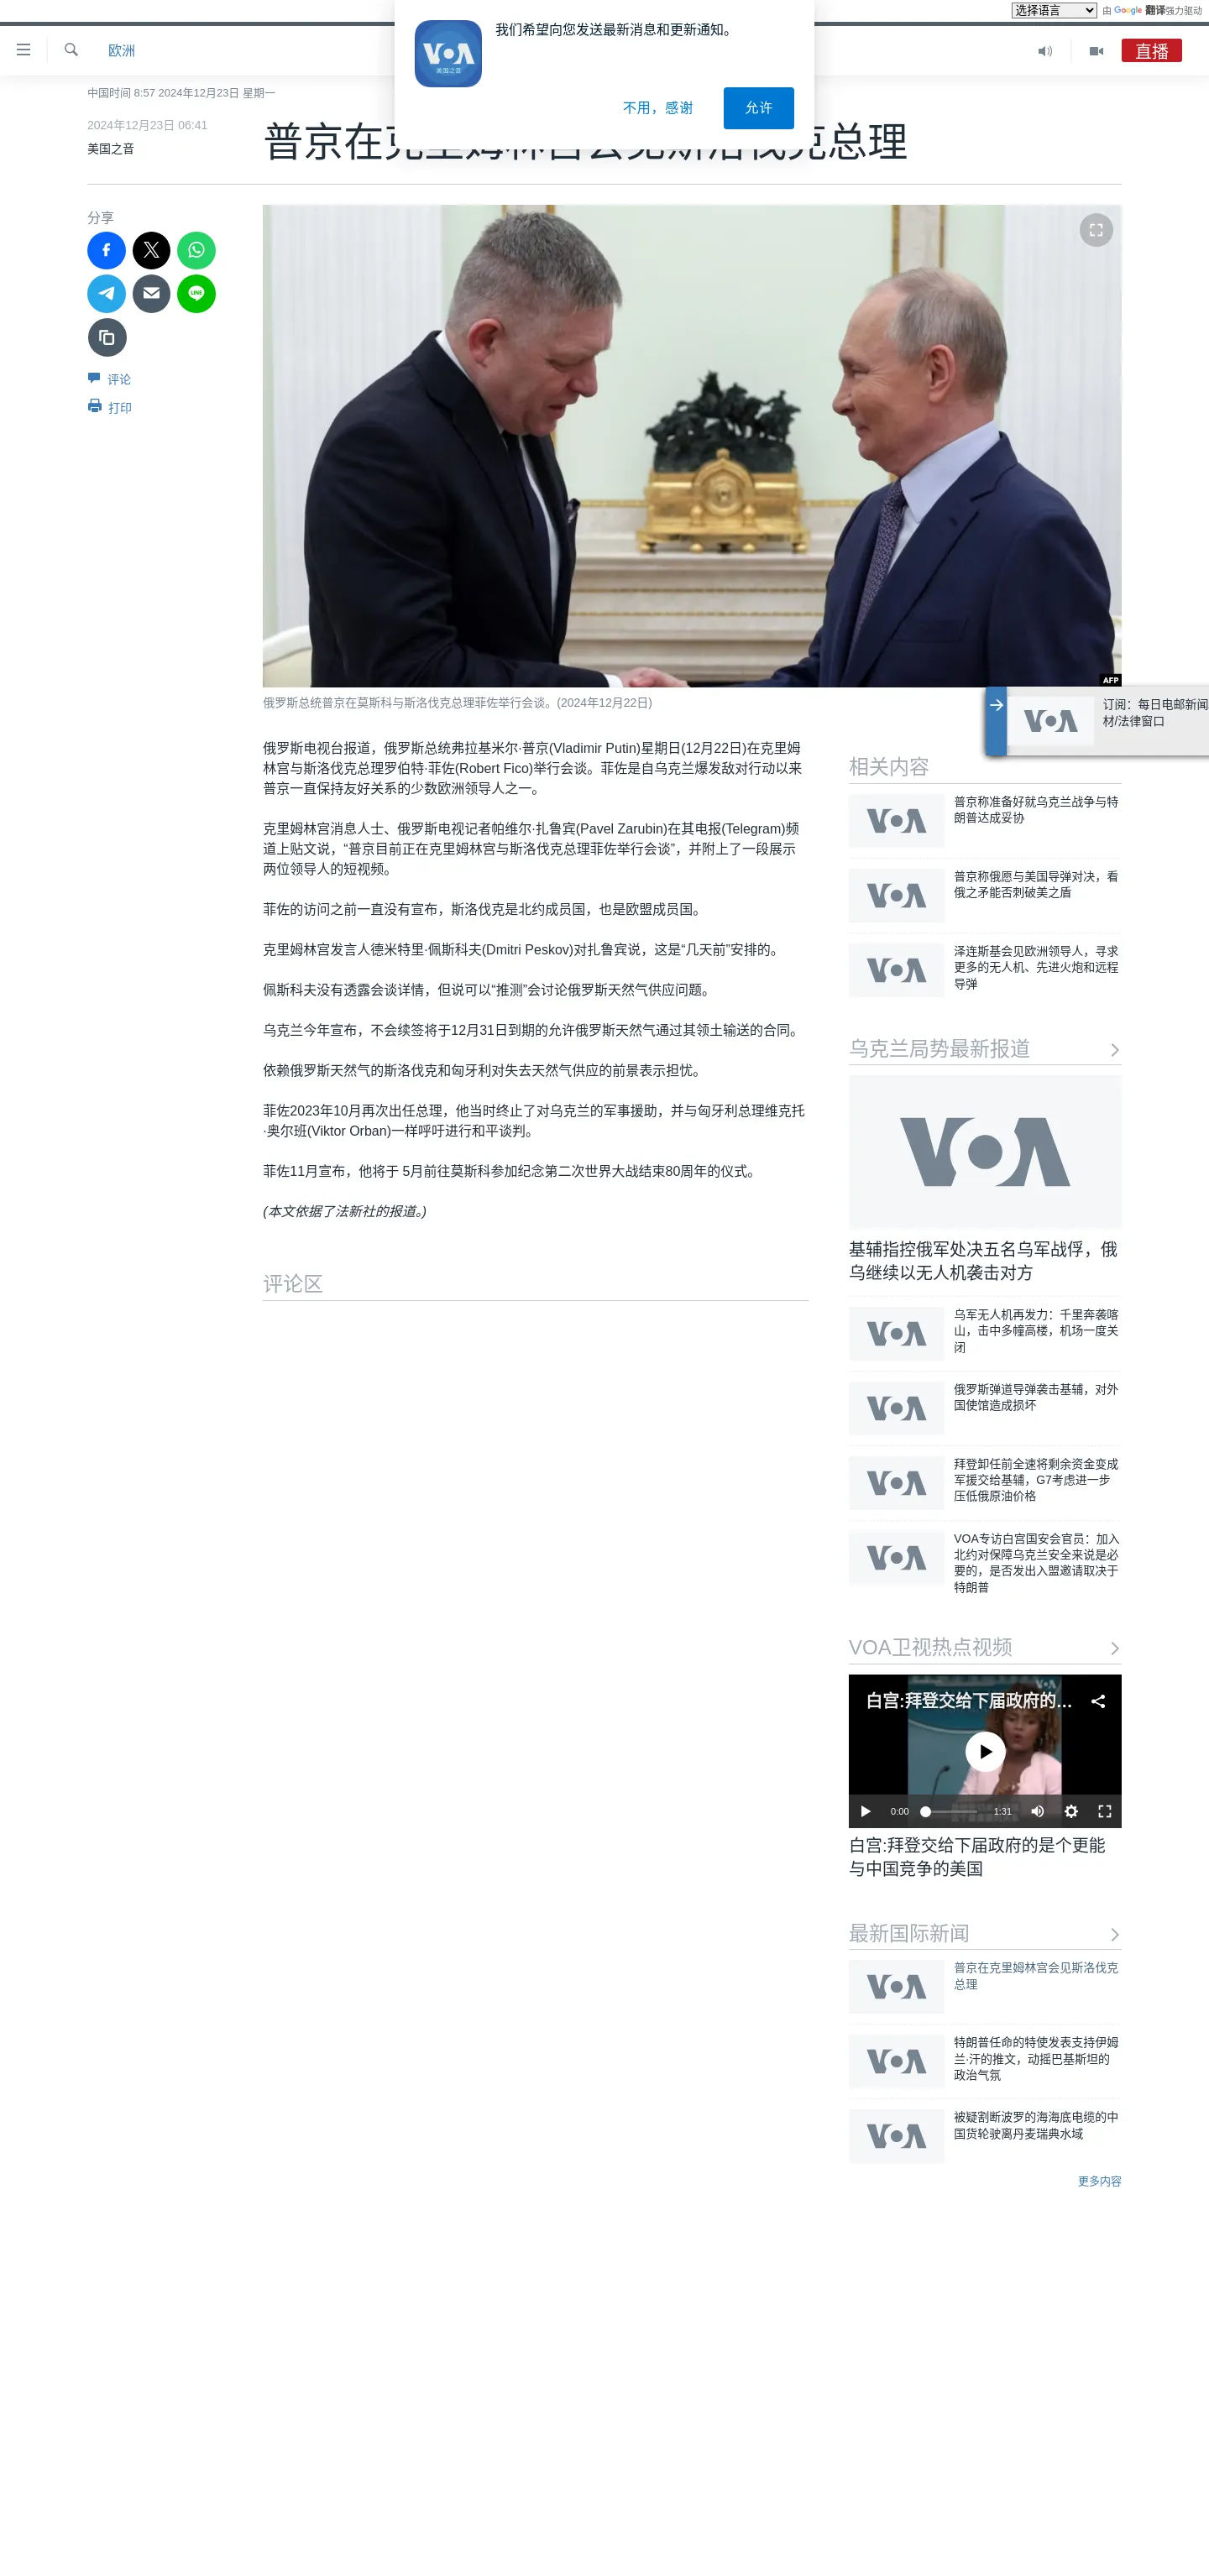 选择语言
由 Google 翻译强力驱动
我们希望向您发送最新消息和更新通知。
VOA
美国之音
不用，感谢
允许
欧洲
直播
中国时间 8:57 2024年12月23日 星期一
2024年12月23日 06:41
美国之音
普京在克里姆林宫会见斯洛伐克总理
分享
LINE
评论
打印
AFP
俄罗斯总统普京在莫斯科与斯洛伐克总理菲佐举行会谈。(2024年12月22日)
VOA
订阅：每日电邮新闻
材/法律窗口
俄罗斯电视台报道，俄罗斯总统弗拉基米尔·普京(Vladimir Putin)星期日(12月22日)在克里姆
林宫与斯洛伐克总理罗伯特·菲佐(Robert Fico)举行会谈。菲佐是自乌克兰爆发敌对行动以来
普京一直保持友好关系的少数欧洲领导人之一。
克里姆林宫消息人士、俄罗斯电视记者帕维尔·扎鲁宾(Pavel Zarubin)在其电报(Telegram)频
道上贴文说，“普京目前正在克里姆林宫与斯洛伐克总理菲佐举行会谈”，并附上了一段展示
两位领导人的短视频。
菲佐的访问之前一直没有宣布，斯洛伐克是北约成员国，也是欧盟成员国。
克里姆林宫发言人德米特里·佩斯科夫(Dmitri Peskov)对扎鲁宾说，这是“几天前”安排的。
佩斯科夫没有透露会谈详情，但说可以“推测”会讨论俄罗斯天然气供应问题。
乌克兰今年宣布，不会续签将于12月31日到期的允许俄罗斯天然气通过其领土输送的合同。
依赖俄罗斯天然气的斯洛伐克和匈牙利对失去天然气供应的前景表示担忧。
菲佐2023年10月再次出任总理，他当时终止了对乌克兰的军事援助，并与匈牙利总理维克托
·奥尔班(Viktor Orban)一样呼吁进行和平谈判。
菲佐11月宣布，他将于 5月前往莫斯科参加纪念第二次世界大战结束80周年的仪式。
(本文依据了法新社的报道。)
评论区
相关内容
VOA
普京称准备好就乌克兰战争与特
朗普达成妥协
VOA
普京称俄愿与美国导弹对决，看
俄之矛能否刺破美之盾
VOA
泽连斯基会见欧洲领导人，寻求
更多的无人机、先进火炮和远程
导弹
乌克兰局势最新报道
VOA
基辅指控俄军处决五名乌军战俘，俄
乌继续以无人机袭击对方
VOA
乌军无人机再发力：千里奔袭喀
山，击中多幢高楼，机场一度关
闭
VOA
俄罗斯弹道导弹袭击基辅，对外
国使馆造成损坏
VOA
拜登卸任前全速将剩余资金变成
军援交给基辅，G7考虑进一步
压低俄原油价格
VOA
VOA专访白宫国安会官员：加入
北约对保障乌克兰安全来说是必
要的，是否发出入盟邀请取决于
特朗普
VOA卫视热点视频
白宫:拜登交给下届政府的...
VOA
0:00
1:31
白宫:拜登交给下届政府的是个更能
与中国竞争的美国
最新国际新闻
VOA
普京在克里姆林宫会见斯洛伐克
总理
VOA
特朗普任命的特使发表支持伊姆
兰·汗的推文，动摇巴基斯坦的
政治气氛
VOA
被疑割断波罗的海海底电缆的中
国货轮驶离丹麦瑞典水域
更多内容